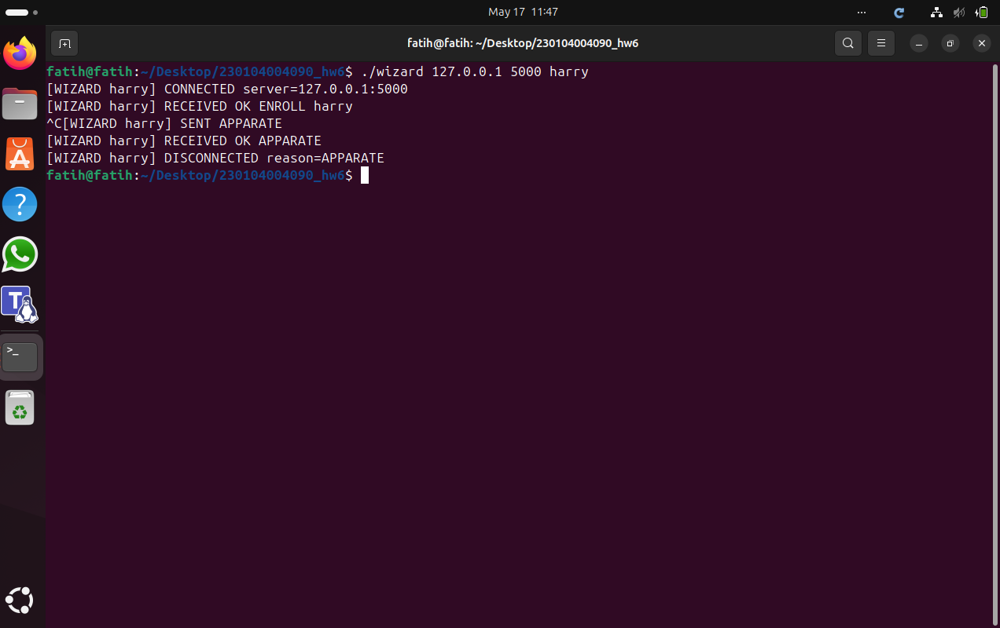 May 17 11:47
fatih@fatih: ~/Desktop/230104004090_hw6
fatih@fatih:~/Desktop/230104004090_hw6$ ./wizard 127.0.0.1 5000 harry
[WIZARD harry] CONNECTED server=127.0.0.1:5000
[WIZARD harry] RECEIVED OK ENROLL harry
^C[WIZARD harry] SENT APPARATE
[WIZARD harry] RECEIVED OK APPARATE
[WIZARD harry] DISCONNECTED reason=APPARATE
fatih@fatih:~/Desktop/230104004090_hw6$